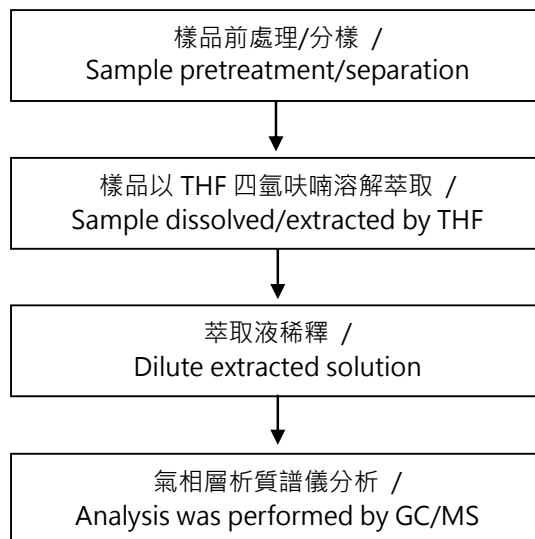 樣品前處理/分樣 /
Sample pretreatment/separation
樣品以 THF 四氫呋喃溶解萃取 /
Sample dissolved/extracted by THF
萃取液稀釋 /
Dilute extracted solution
氣相層析質譜儀分析 /
Analysis was performed by GC/MS